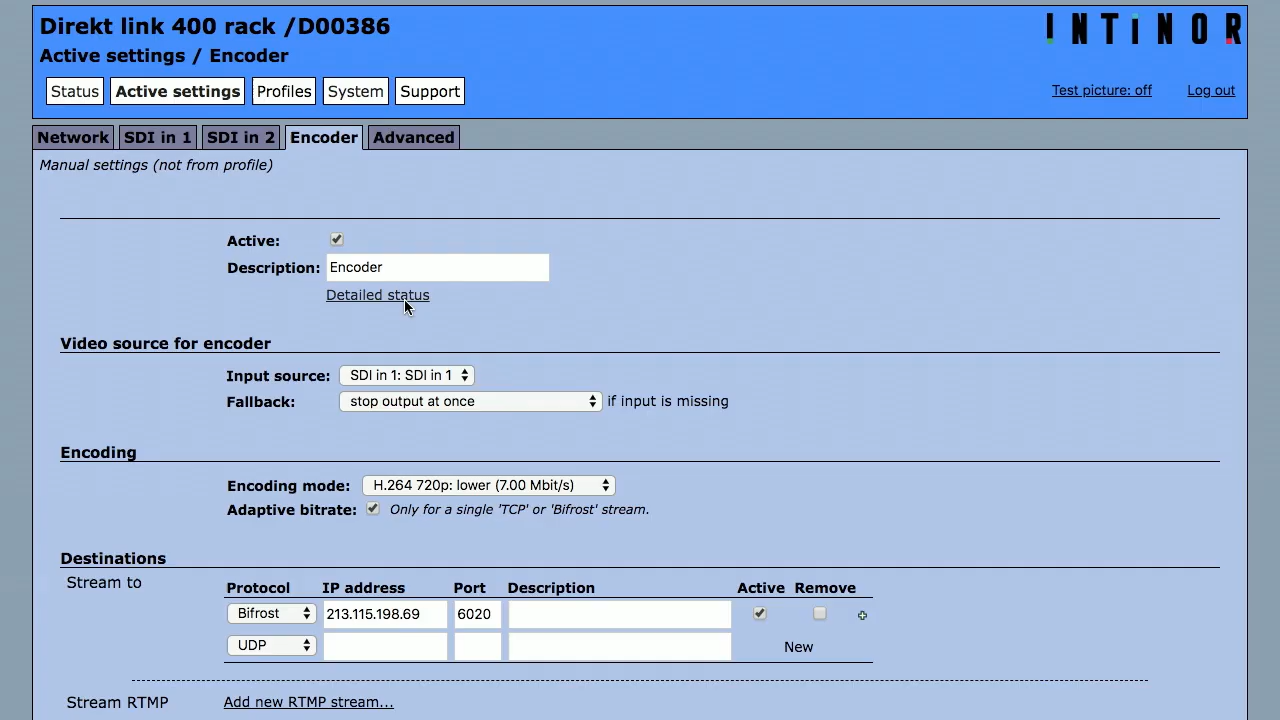 Direkt link 400 rack /D00386
INTINOR
Active settings / Encoder
Status Active settings Profiles System Support Test picture: off Log out
Network SDI in 1 SDI in 2 Encoder Advanced
Manual settings (not from profile)
Active:
Description: Encoder
Detailed status
Video source for encoder
Input source: SDI in 1: SDI in 1
Fallback: stop output at once if input is missing
Encoding
Encoding mode: H.264 720p: lower (7.00 Mbit/s)
Adaptive bitrate: Only for a single 'TCP' or 'Bifrost' stream.
Destinations
Stream to
Protocol IP address Port Description Active Remove
Bifrost 213.115.198.69 6020
UDP New
Stream RTMP Add new RTMP stream...